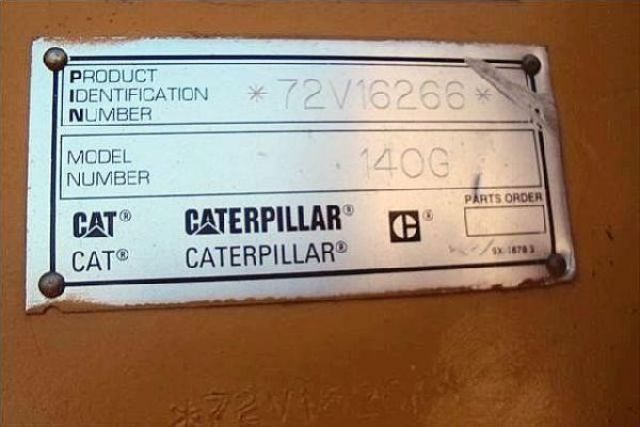 PRODUCT
IDENTIFICATION
NUMBER
*72V16266*
MODEL
NUMBER
140G
CAT® CATERPILLAR® C®
CAT® CATERPILLAR®
PARTS ORDER